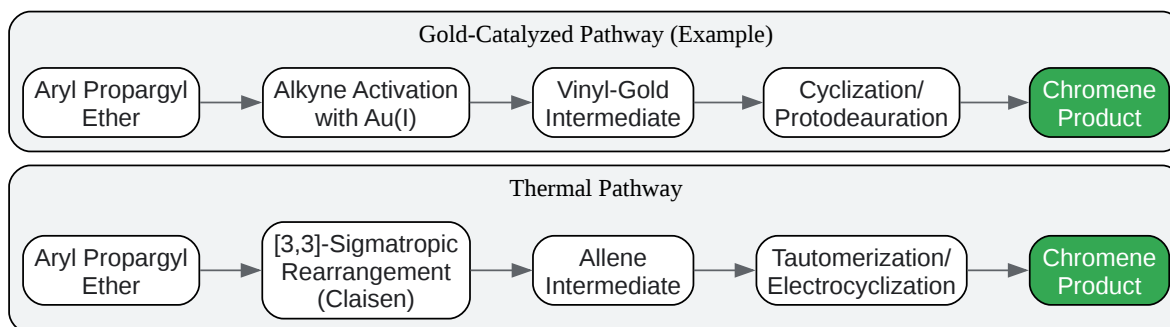 Gold-Catalyzed Pathway (Example)
Aryl Propargyl
Ether
Alkyne Activation
with Au(I)
Vinyl-Gold
Intermediate
Cyclization/
Protodeauration
Chromene
Product
Thermal Pathway
Aryl Propargyl
Ether
[3,3]-Sigmatropic
Rearrangement
(Claisen)
Allene
Intermediate
Tautomerization/
Electrocyclization
Chromene
Product